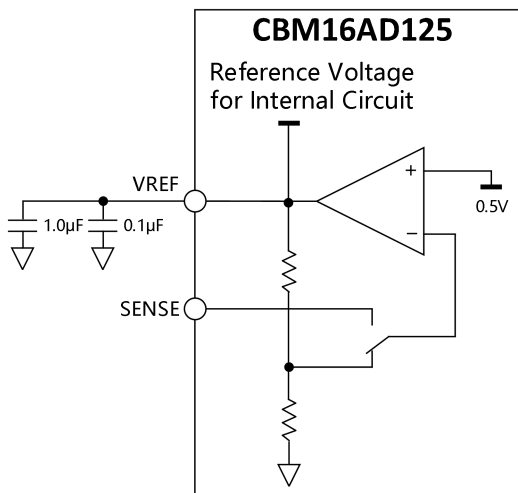 CBM16AD125
Reference Voltage
for Internal Circuit
VREF
+
0.5V
1.0µF
0.1µF
−
SENSE